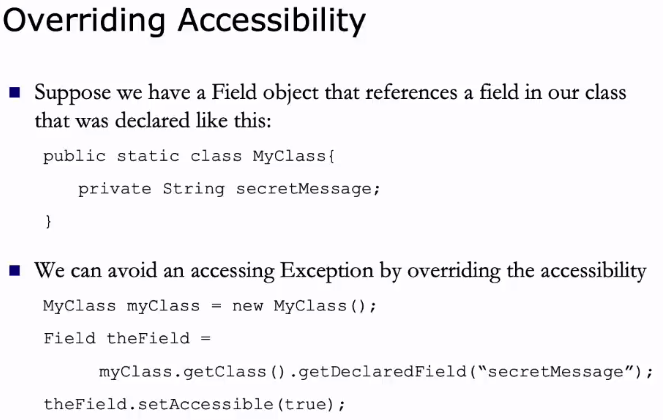 Overriding Accessibility
■ Suppose we have a Field object that references a field in our class
that was declared like this:
public static class MyClass{
private String secretMessage;
}
■ We can avoid an accessing Exception by overriding the accessibility
MyClass myClass = new MyClass();
Field theField =
myClass.getClass().getDeclaredField(“secretMessage”);
theField.setAccessible(true);